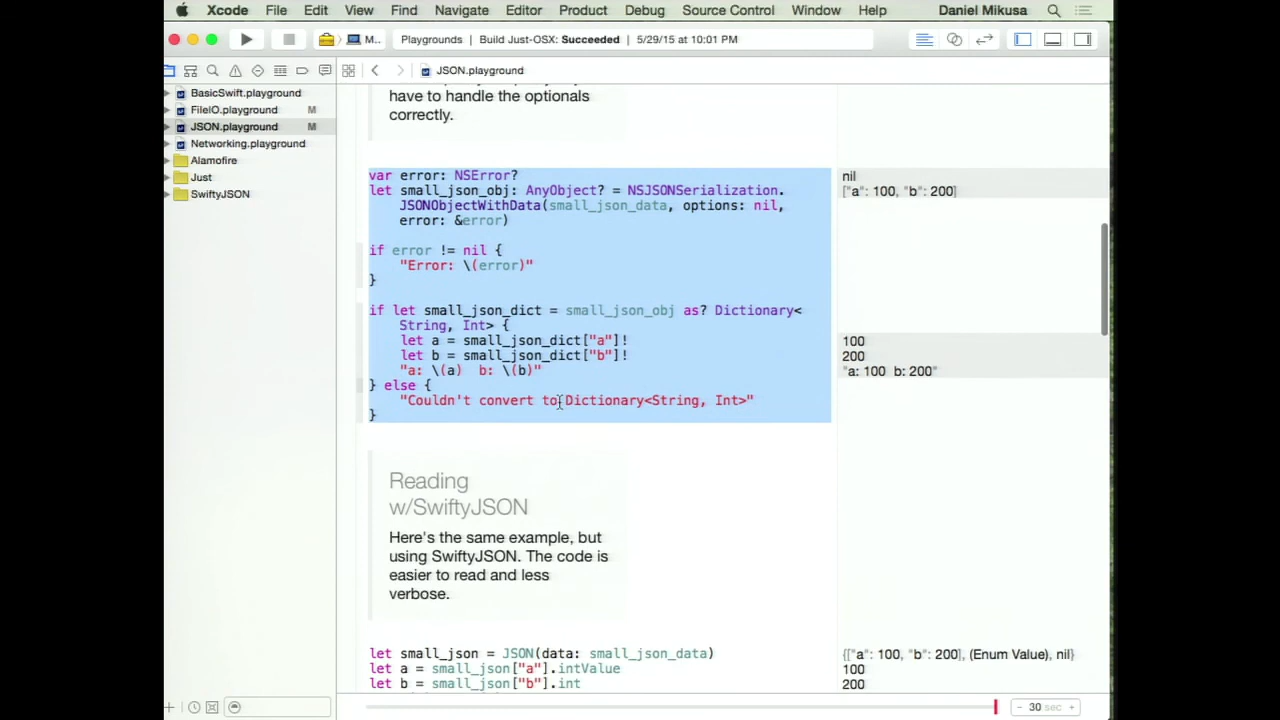 Xcode File Edit View Find Navigate Editor Product Debug Source Control Window Help Daniel Mikusa
M.. Playgrounds Build Just-OSX: Succeeded 5/29/15 at 10:01 PM
JSON.playground
BasicSwift.playground
FileIO.playground M
JSON.playground M
Networking.playground
Alamofire
Just
SwiftyJSON
have to handle the optionals
correctly.
var error: NSError? nil
let small_json_obj: AnyObject? = NSJSONSerialization. ["a": 100, "b": 200]
JSONObjectWithData(small_json_data, options: nil,
error: &error)
if error != nil {
"Error: \(error)"
}
if let small_json_dict = small_json_obj as? Dictionary<
String, Int> {
let a = small_json_dict["a"]! 100
let b = small_json_dict["b"]! 200
"a: \(a)  b: \(b)" "a: 100  b: 200"
} else {
"Couldn't convert to Dictionary<String, Int>"
}
Reading
w/SwiftyJSON
Here's the same example, but
using SwiftyJSON. The code is
easier to read and less
verbose.
let small_json = JSON(data: small_json_data) {["a": 100, "b": 200], (Enum Value), nil}
let a = small_json["a"].intValue 100
let b = small_json["b"].int 200
- 30 sec +